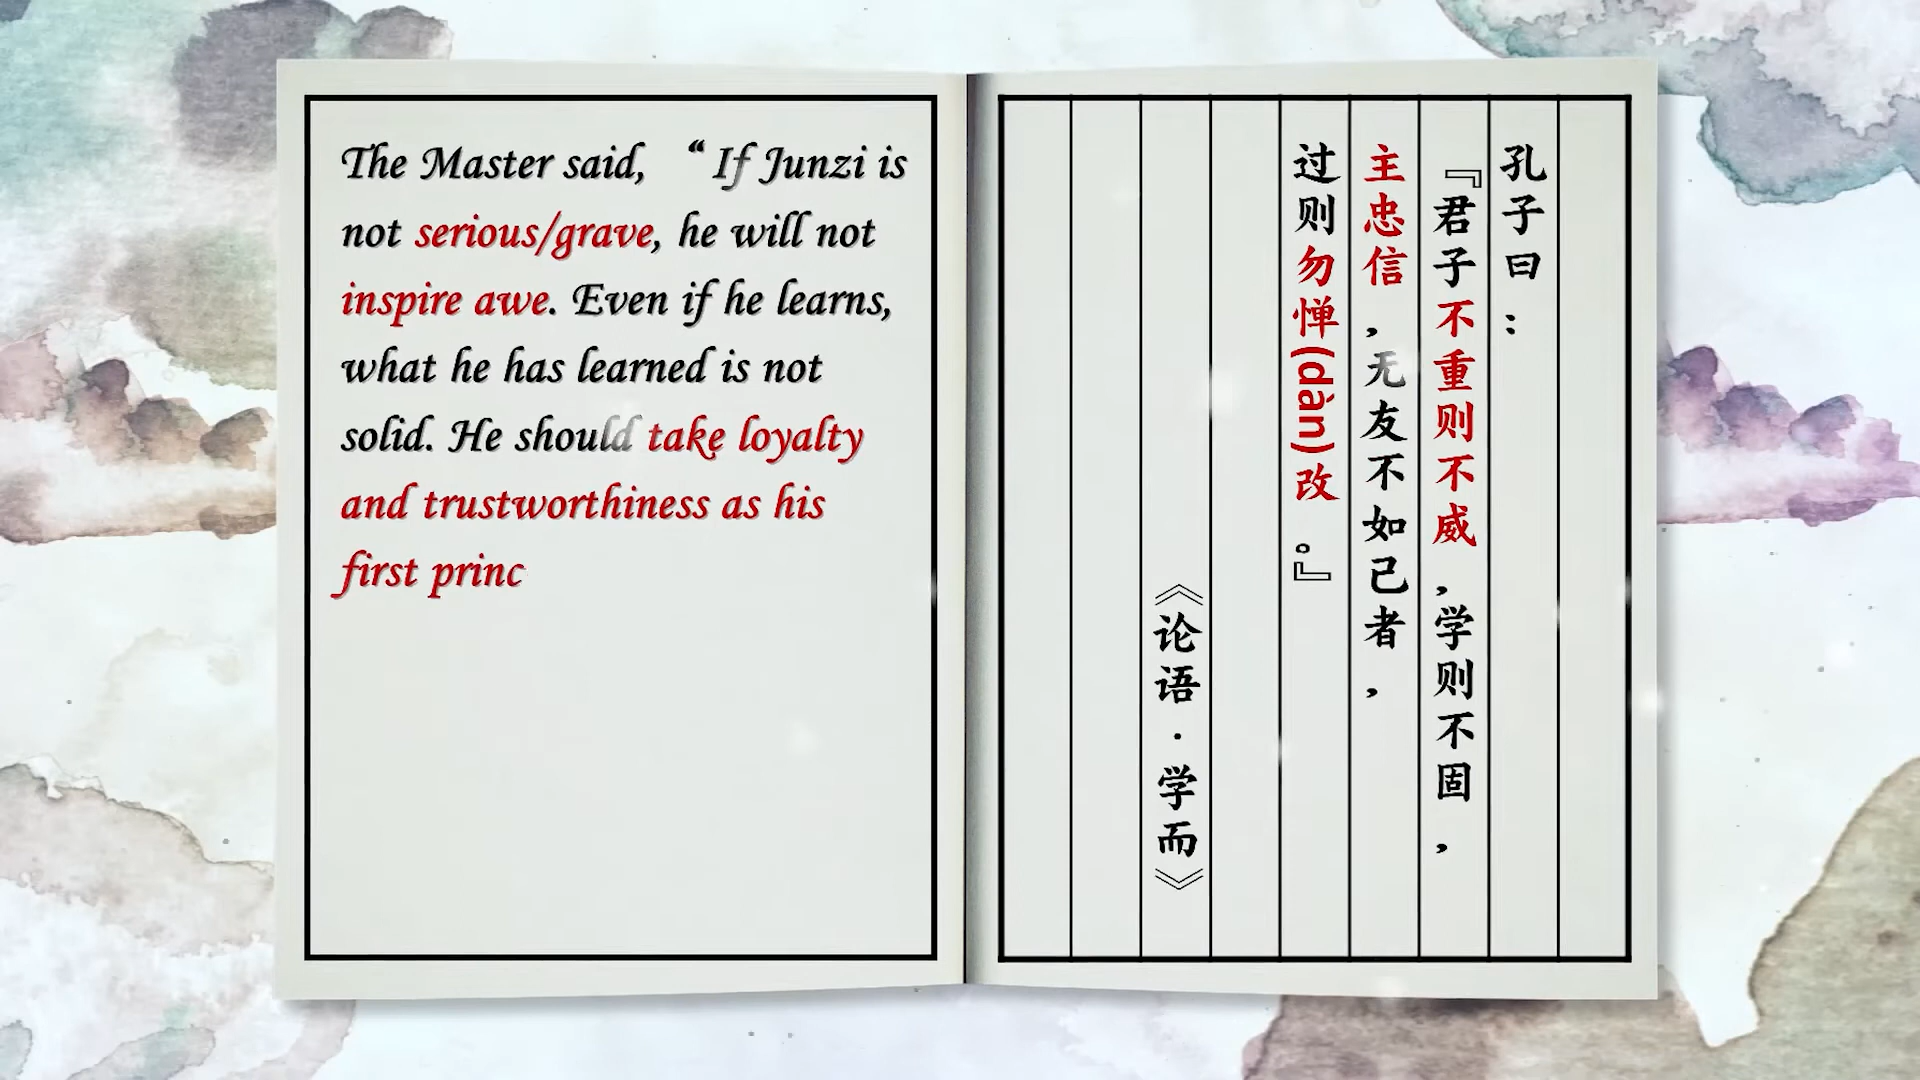 The Master said, “If Junzi is
not serious/grave, he will not
inspire awe. Even if he learns,
what he has learned is not
solid. He should take loyalty
and trustworthiness as his
first princ
孔子曰：
『君子不重则不威，学则不固，
主忠信，无友不如己者，
过则勿惮(dàn)改。』
《论语·学而》